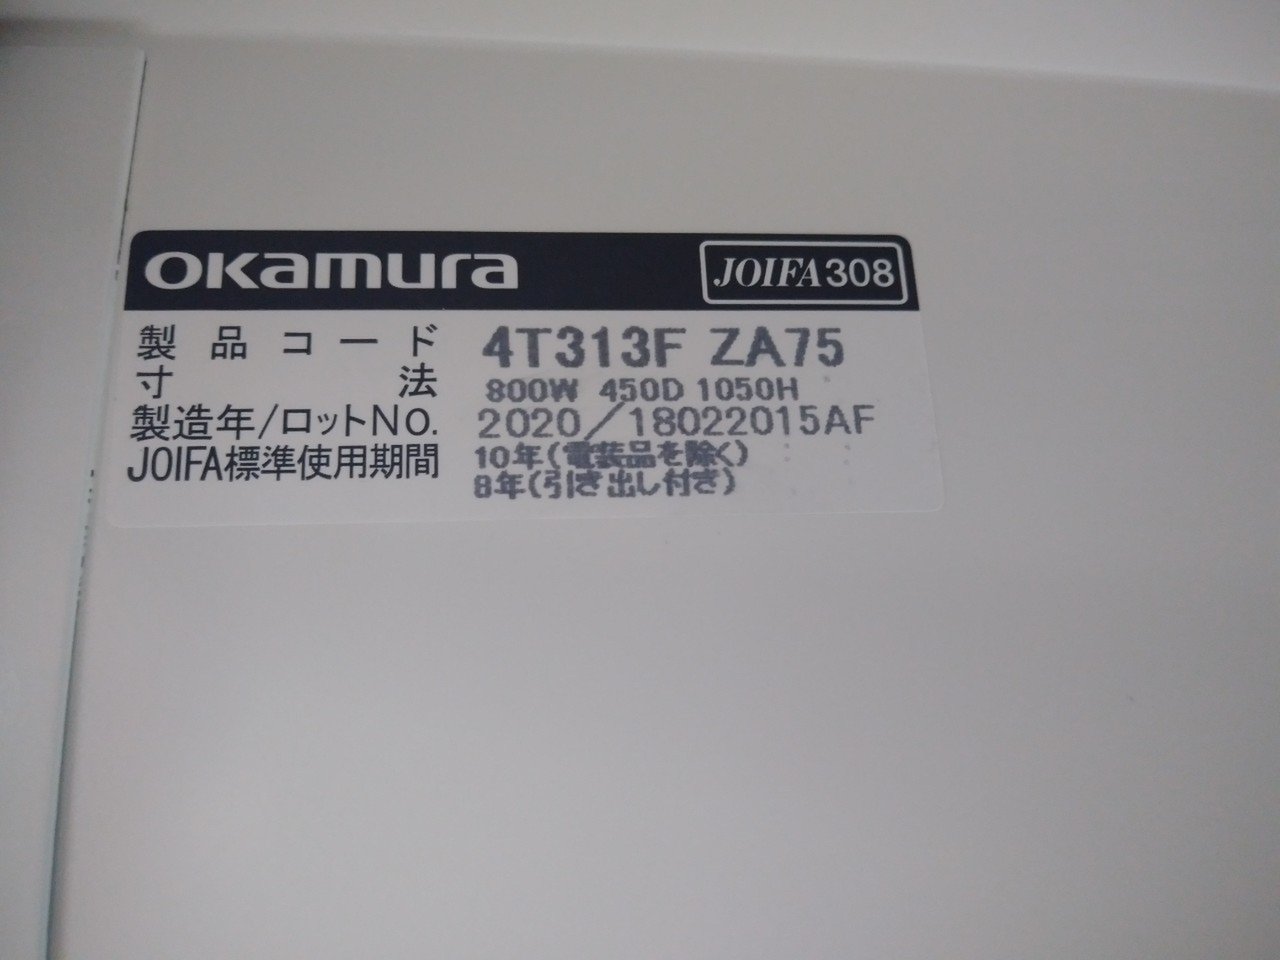 OKamura JOIFA308
製品コード 4T313F ZA75
寸法 800W 450D 1050H
製造年/ロットNo. 2020/18022015AF
JOIFA標準使用期間 10年(電装品を除く)
8年(引き出し付き)